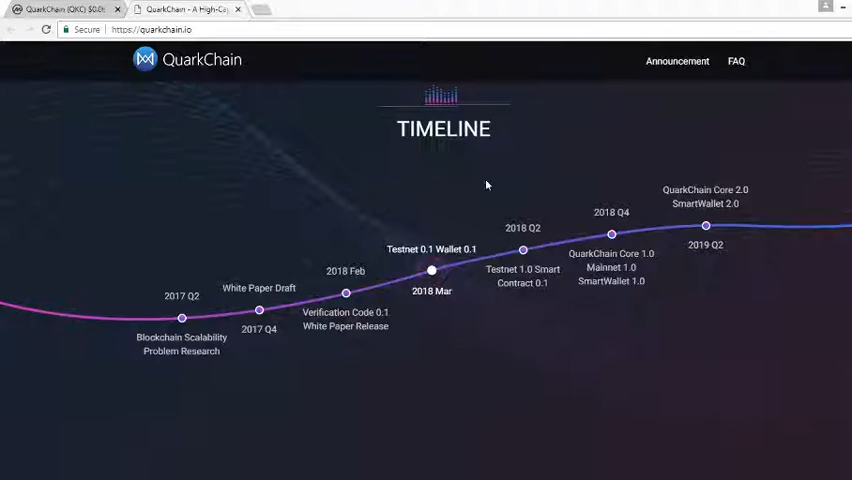 QuarkChain (QKC) $0.0
QuarkChain - A High-Ca
Secure
https://quarkchain.io
QuarkChain
Announcement
FAQ
TIMELINE
2017 Q2
Blockchain Scalability
Problem Research
White Paper Draft
2017 Q4
2018 Feb
Verification Code 0.1
White Paper Release
Testnet 0.1 Wallet 0.1
2018 Mar
2018 Q2
Testnet 1.0 Smart
Contract 0.1
2018 Q4
QuarkChain Core 1.0
Mainnet 1.0
SmartWallet 1.0
QuarkChain Core 2.0
SmartWallet 2.0
2019 Q2